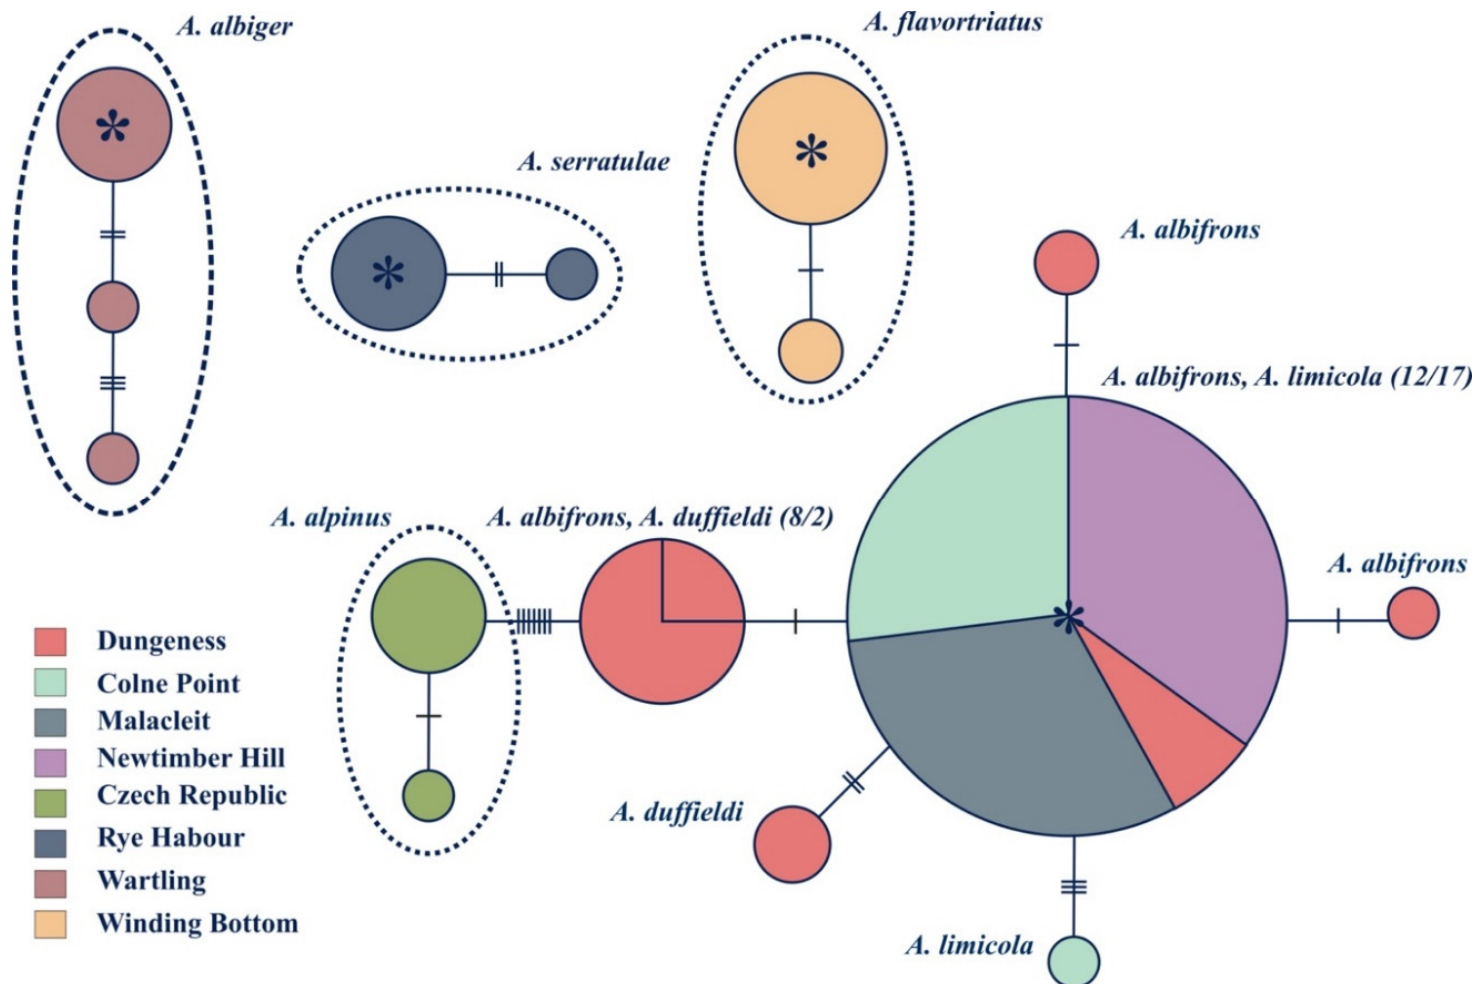 A. albiger
A. flavortriatus
A. serratulae
A. albifrons
A. albifrons, A. limicola (12/17)
A. alpinus
A. albifrons, A. duffieldi (8/2)
A. albifrons
*
*
*
*
Dungeness
Colne Point
Malacleit
Newtimber Hill
Czech Republic
Rye Habour
Wartling
Winding Bottom
A. duffieldi
A. limicola